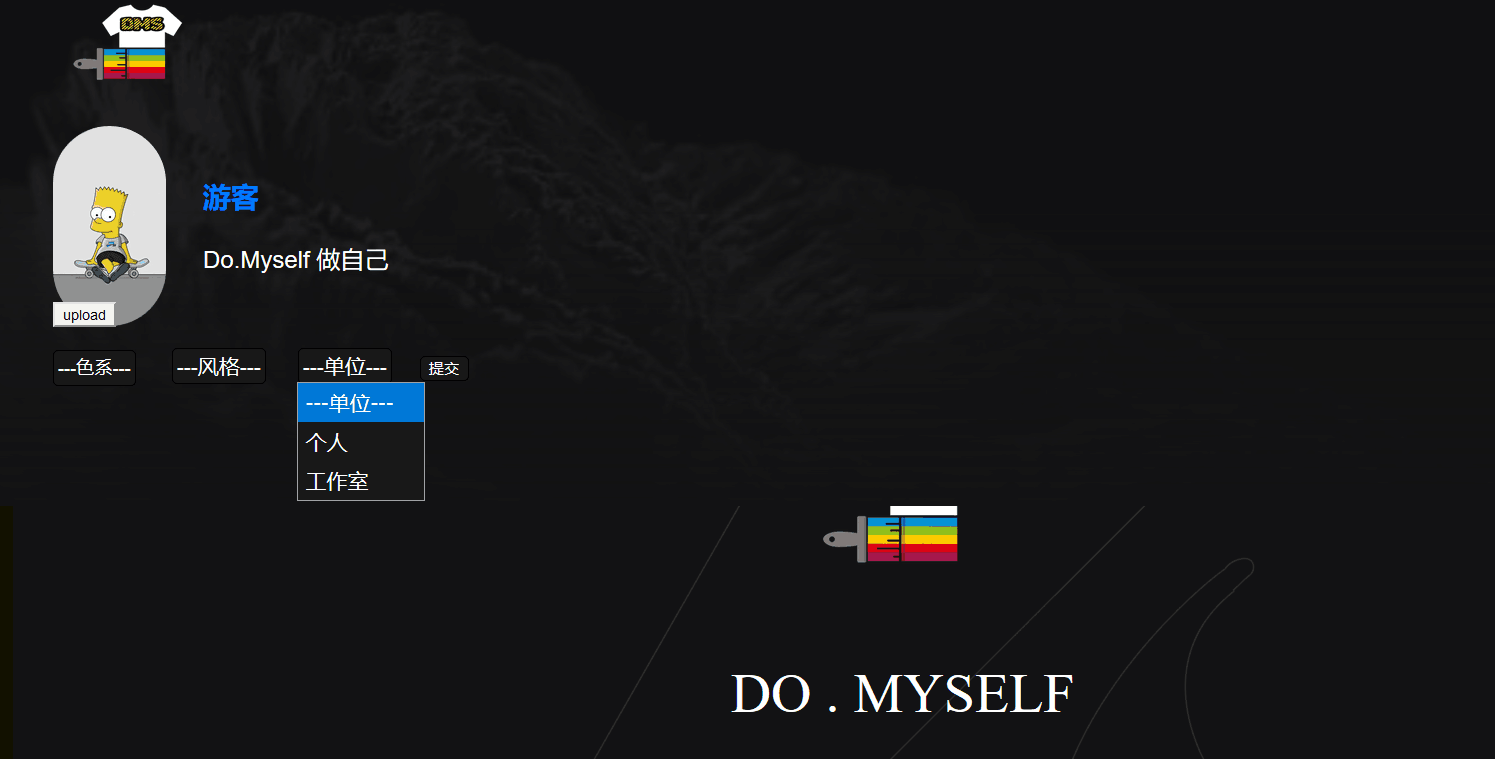 DMS
游客
Do.Myself 做自己
upload
---色系---
---风格---
---单位---
提交
---单位---
个人
工作室
DO . MYSELF